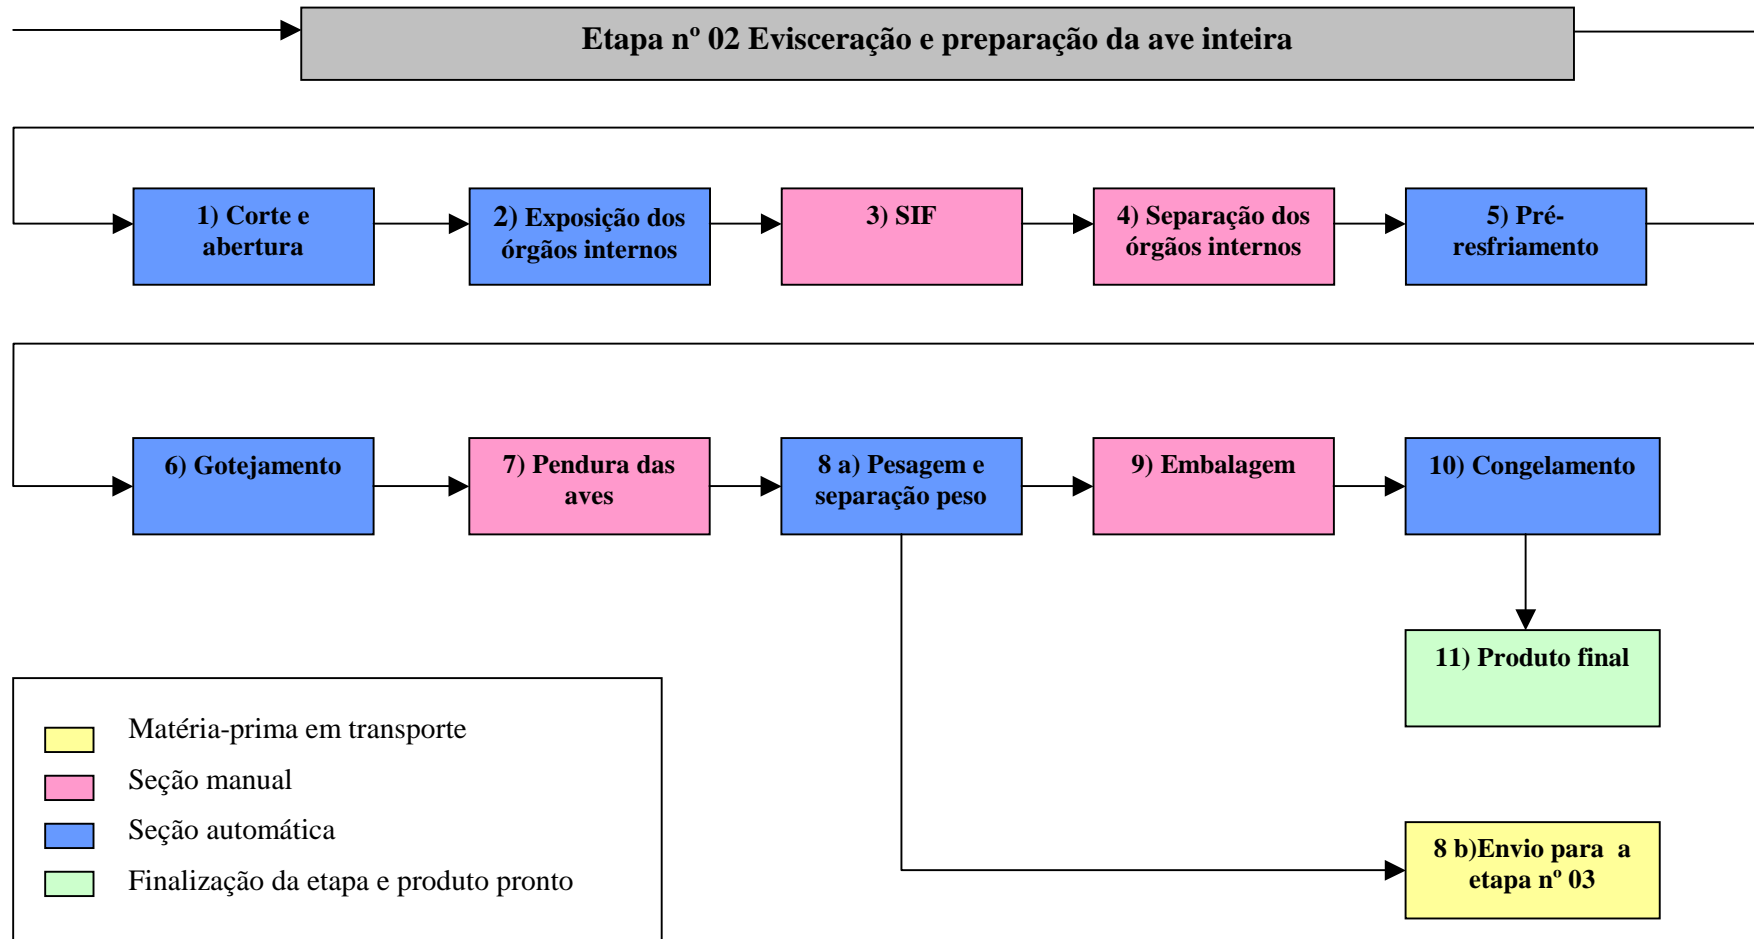 Etapa nº 02 Evisceração e preparação da ave inteira
1) Corte e
abertura
2) Exposição dos
órgãos internos
3) SIF
4) Separação dos
órgãos internos
5) Pré-
resfriamento
6) Gotejamento
7) Pendura das
aves
8 a) Pesagem e
separação peso
9) Embalagem
10) Congelamento
11) Produto final
8 b)Envio para  a
etapa nº 03
Matéria-prima em transporte
Seção manual
Seção automática
Finalização da etapa e produto pronto